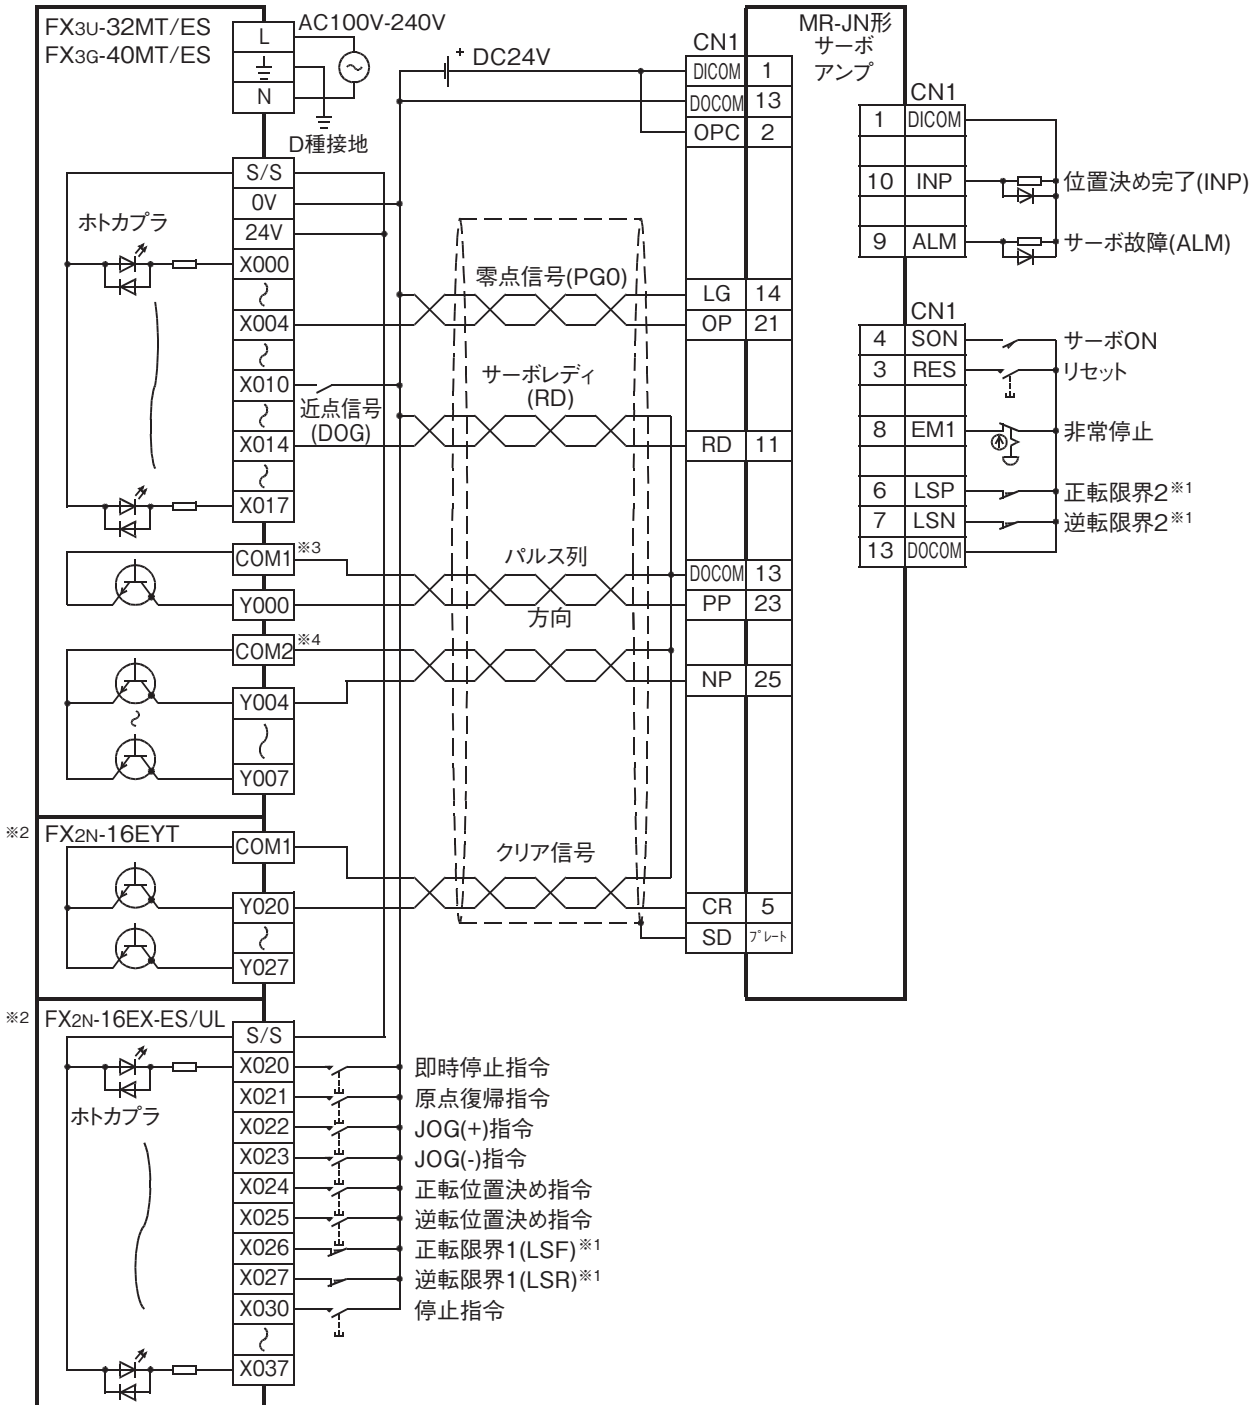 FX3U-32MT/ES
FX3G-40MT/ES
L
N
AC100V-240V
D種接地
S/S
0V
24V
X000
X004
X010
X014
X017
ホトカプラ
近点信号
(DOG)
COM1※3
Y000
COM2※4
Y004
Y007
※2
FX2N-16EYT
COM1
Y020
Y027
※2
FX2N-16EX-ES/UL
S/S
X020
X021
X022
X023
X024
X025
X026
X027
X030
X037
ホトカプラ
即時停止指令
原点復帰指令
JOG(+)指令
JOG(-)指令
正転位置決め指令
逆転位置決め指令
正転限界1(LSF)※1
逆転限界1(LSR)※1
停止指令
+ DC24V
零点信号(PG0)
サーボレディ
(RD)
パルス列
方向
クリア信号
CN1
DICOM 1
DOCOM 13
OPC 2
LG 14
OP 21
RD 11
DOCOM 13
PP 23
NP 25
CR 5
SD プレート
MR-JN形
サーボ
アンプ
CN1
1 DICOM
10 INP 位置決め完了(INP)
9 ALM サーボ故障(ALM)
CN1
4 SON サーボON
3 RES リセット
8 EM1 非常停止
6 LSP 正転限界2※1
7 LSN 逆転限界2※1
13 DOCOM